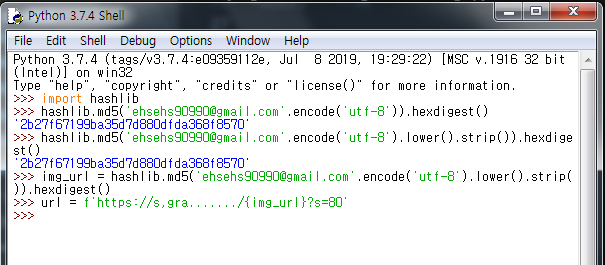 Python 3.7.4 Shell
File Edit Shell Debug Options Window Help
Python 3.7.4 (tags/v3.7.4:e09359112e, Jul  8 2019, 19:29:22) [MSC v.1916 32 bit
(Intel)] on win32
Type "help", "copyright", "credits" or "license()" for more information.
>>> import hashlib
>>> hashlib.md5('ehsehs90990@gmail.com'.encode('utf-8')).hexdigest()
'2b27f67199ba35d7d880dfda368f8570'
>>> hashlib.md5('ehsehs90990@gmail.com'.encode('utf-8').lower().strip()).hexdige
st()
'2b27f67199ba35d7d880dfda368f8570'
>>> img_url = hashlib.md5('ehsehs90990@gmail.com'.encode('utf-8').lower().strip(
)).hexdigest()
>>> url = f'https://s,gra......./{img_url}?s=80'
>>>